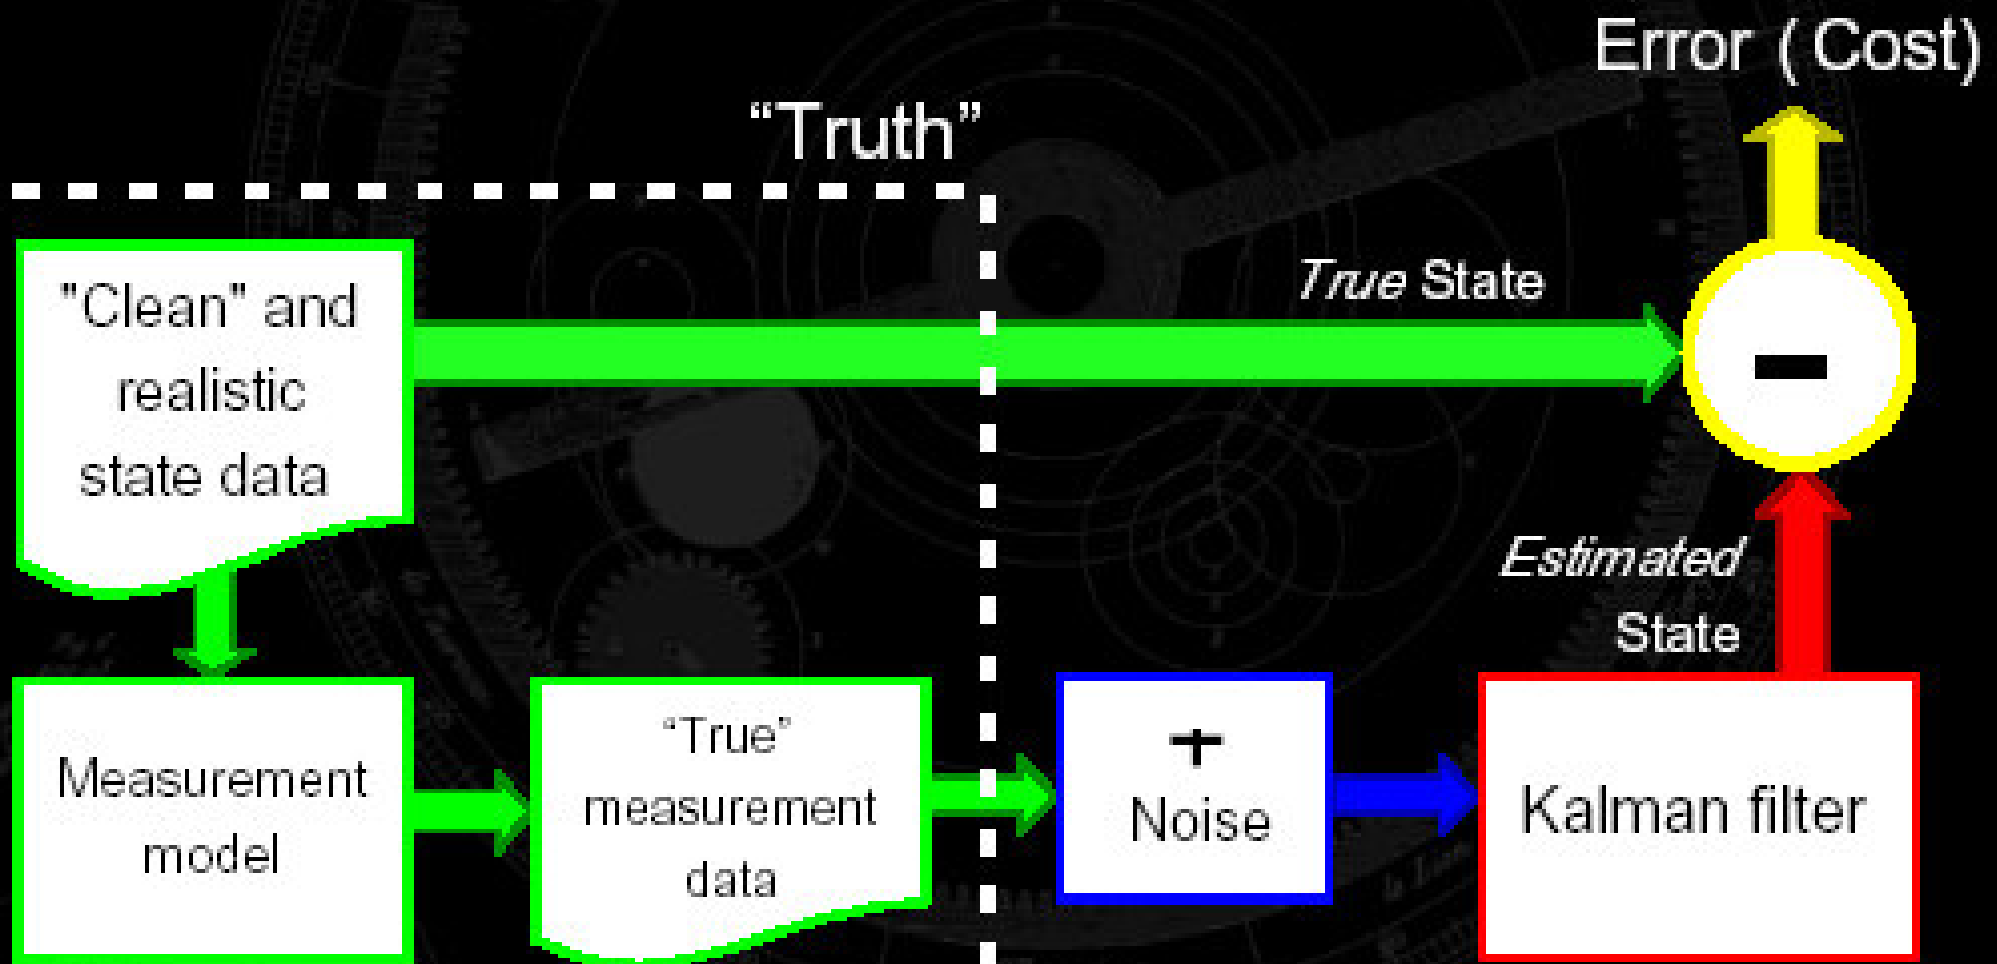 Error (Cost)
“Truth”
"Clean" and
realistic
state data
True State
–
Estimated
State
Measurement
model
“True”
measurement
data
+
Noise
Kalman filter